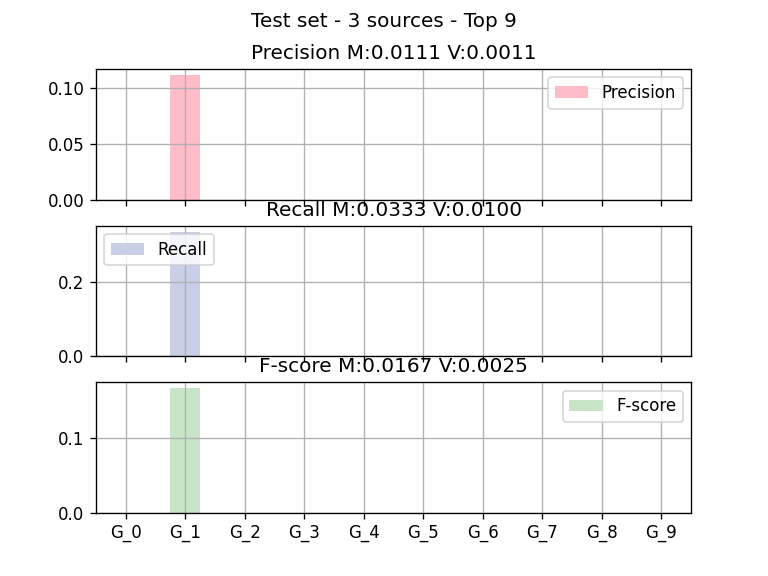 Test set - 3 sources - Top 9
Precision M:0.0111 V:0.0011
0.10
0.05
0.00
Precision
Recall M:0.0333 V:0.0100
0.2
0.0
Recall
F-score M:0.0167 V:0.0025
0.1
0.0
F-score
G_0 G_1 G_2 G_3 G_4 G_5 G_6 G_7 G_8 G_9